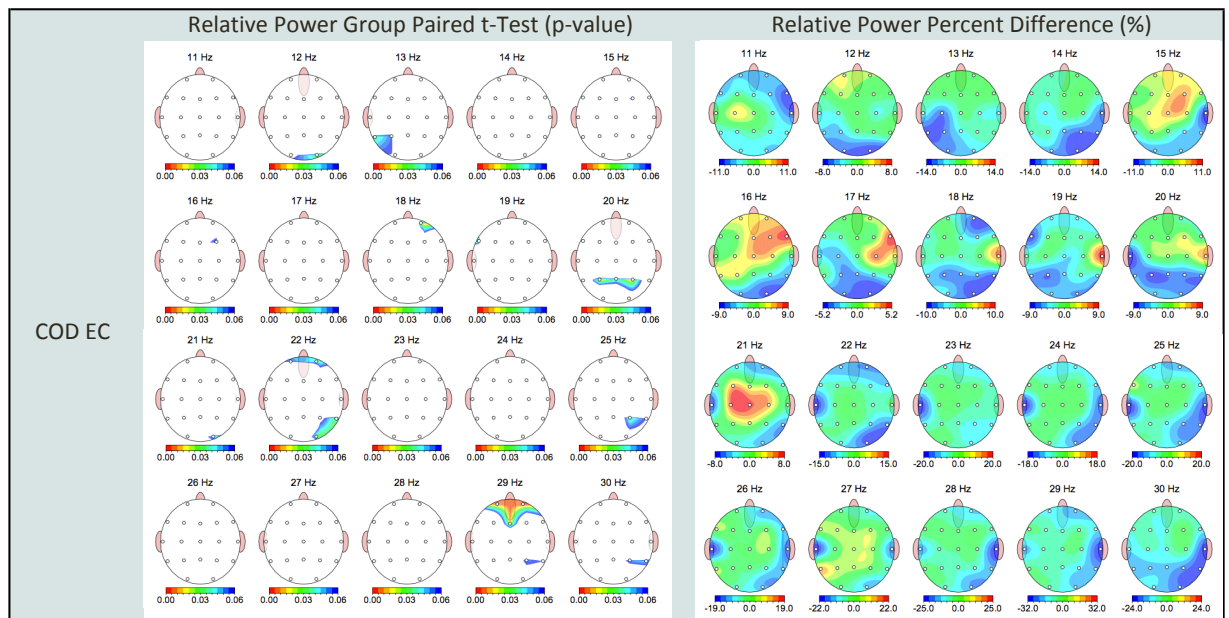 Relative Power Group Paired t-Test (p-value) Relative Power Percent Difference (%)
11 Hz 12 Hz 13 Hz 14 Hz 15 Hz 11 Hz 12 Hz 13 Hz 14 Hz 15 Hz
0.00 0.03 0.06 0.00 0.03 0.06 0.00 0.03 0.06 0.00 0.03 0.06 0.00 0.03 0.06 -11.0 0.0 11.0 -8.0 0.0 8.0 -14.0 0.0 14.0 -14.0 0.0 14.0 -11.0 0.0 11.0
16 Hz 17 Hz 18 Hz 19 Hz 20 Hz 16 Hz 17 Hz 18 Hz 19 Hz 20 Hz
0.00 0.03 0.06 0.00 0.03 0.06 0.00 0.03 0.06 0.00 0.03 0.06 0.00 0.03 0.06 -9.0 0.0 9.0 -5.2 0.0 5.2 -10.0 0.0 10.0 -9.0 0.0 9.0 -9.0 0.0 9.0
COD EC
21 Hz 22 Hz 23 Hz 24 Hz 25 Hz 21 Hz 22 Hz 23 Hz 24 Hz 25 Hz
0.00 0.03 0.06 0.00 0.03 0.06 0.00 0.03 0.06 0.00 0.03 0.06 0.00 0.03 0.06 -8.0 0.0 8.0 -15.0 0.0 15.0 -20.0 0.0 20.0 -18.0 0.0 18.0 -20.0 0.0 20.0
26 Hz 27 Hz 28 Hz 29 Hz 30 Hz 26 Hz 27 Hz 28 Hz 29 Hz 30 Hz
0.00 0.03 0.06 0.00 0.03 0.06 0.00 0.03 0.06 0.00 0.03 0.06 0.00 0.03 0.06 -19.0 0.0 19.0 -22.0 0.0 22.0 -25.0 0.0 25.0 -32.0 0.0 32.0 -24.0 0.0 24.0